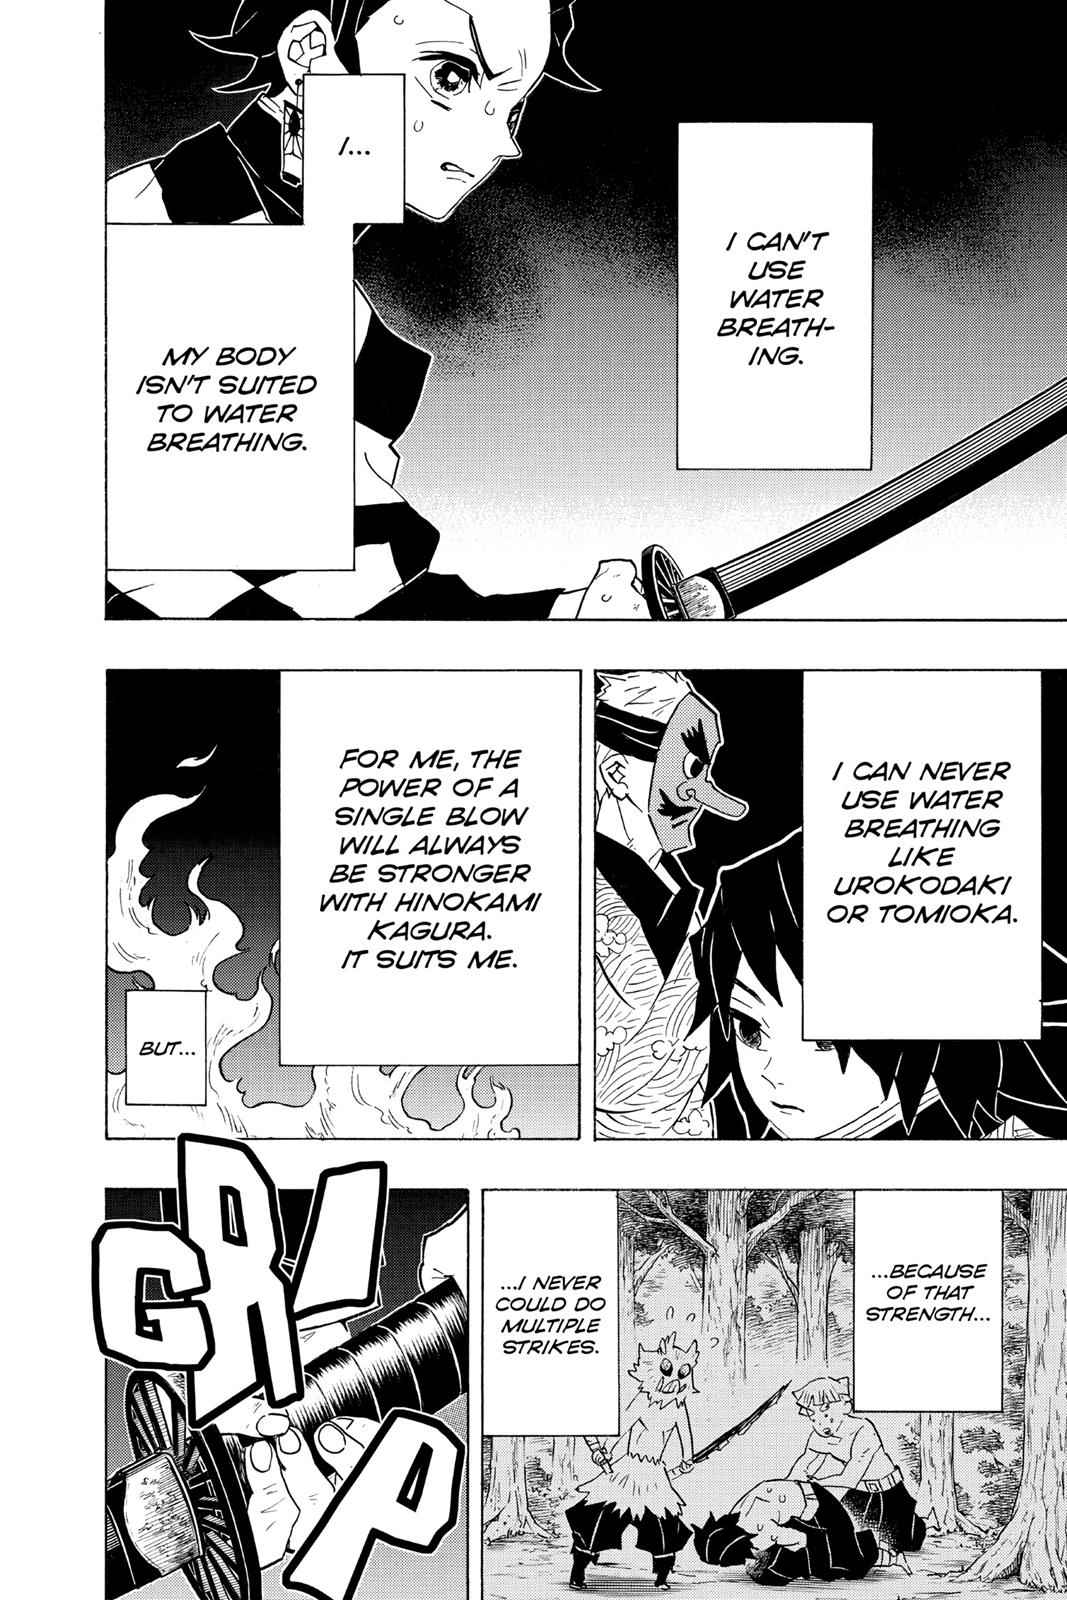 I CAN'T
USE
WATER
BREATH-
ING.
I...
MY BODY
ISN'T SUITED
TO WATER
BREATHING.
I CAN NEVER
USE WATER
BREATHING
LIKE
UROKODAKI
OR TOMIOKA.
FOR ME, THE
POWER OF A
SINGLE BLOW
WILL ALWAYS
BE STRONGER
WITH HINOKAMI
KAGURA.
IT SUITS ME.
BUT...
...BECAUSE
OF THAT
STRENGTH...
...I NEVER
COULD DO
MULTIPLE
STRIKES.
GRIP